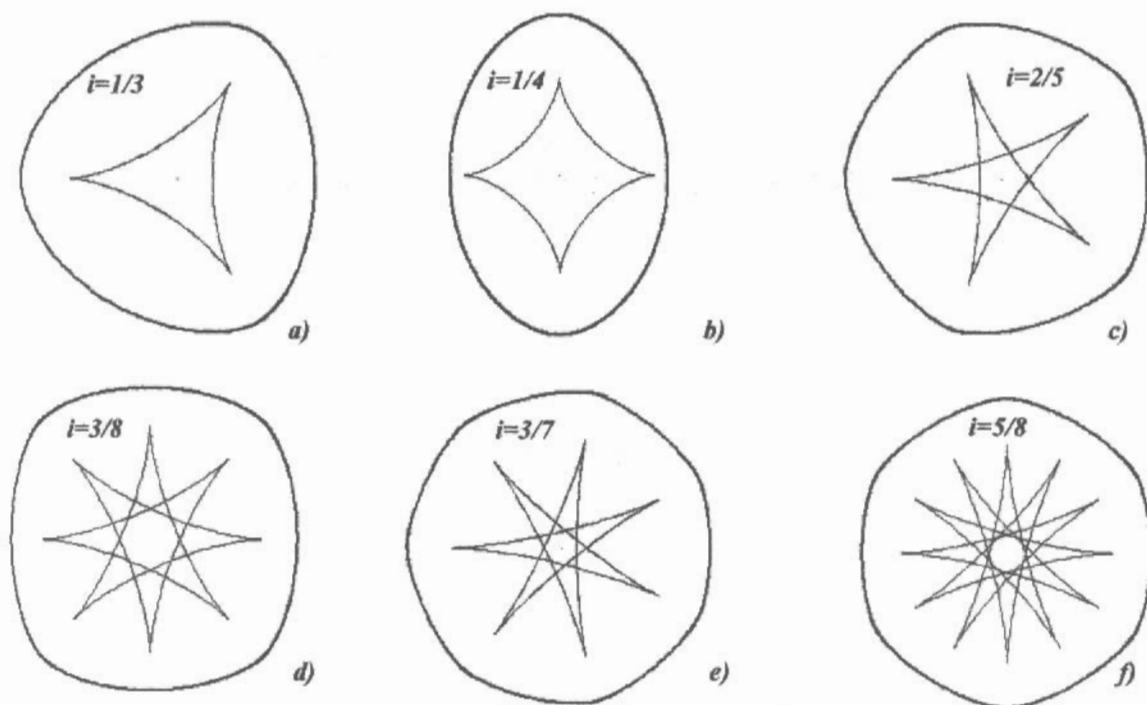 i=1/3
a)
i=1/4
b)
i=2/5
c)
i=3/8
d)
i=3/7
e)
i=5/8
f)